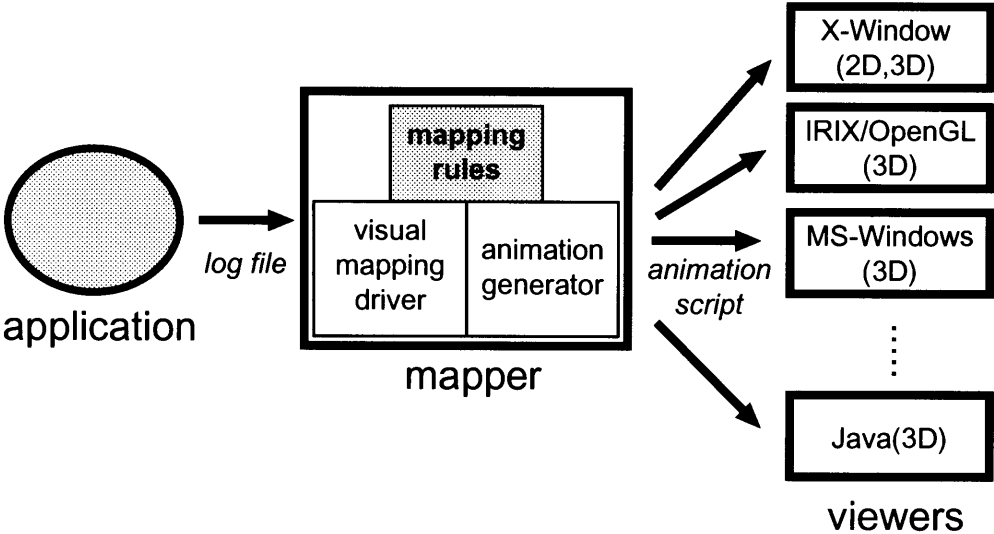 application
log file
mapping
rules
visual
mapping
driver
animation
generator
mapper
animation
script
X-Window
(2D,3D)
IRIX/OpenGL
(3D)
MS-Windows
(3D)
Java(3D)
viewers